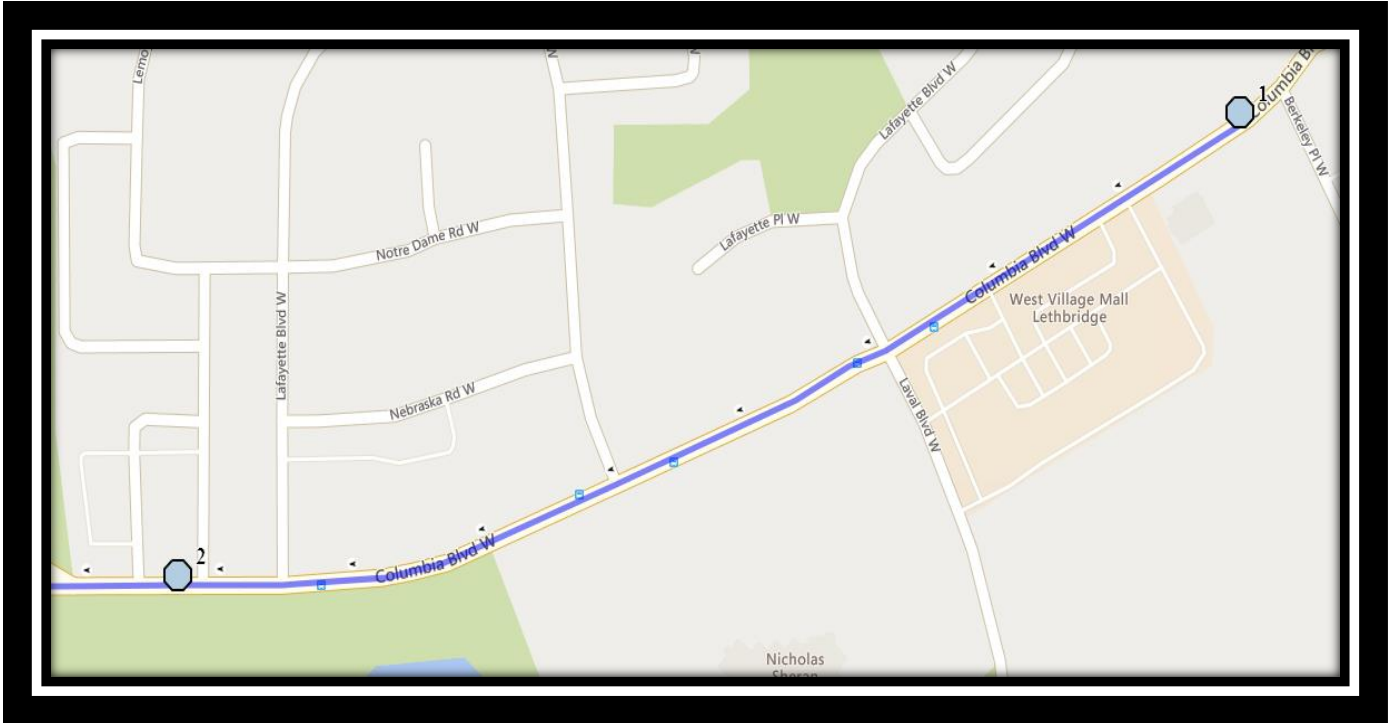 Lemo
N
N
Lafayette Blvd W
1
Columbia Bl
Berkeley Pl W
Notre Dame Rd W
Lafayette Pl W
Columbia Blvd W
West Village Mall
Lethbridge
Lafayette Blvd W
Nebraska Rd W
Laval Blvd W
2
Columbia Blvd W
Nicholas
Sheran